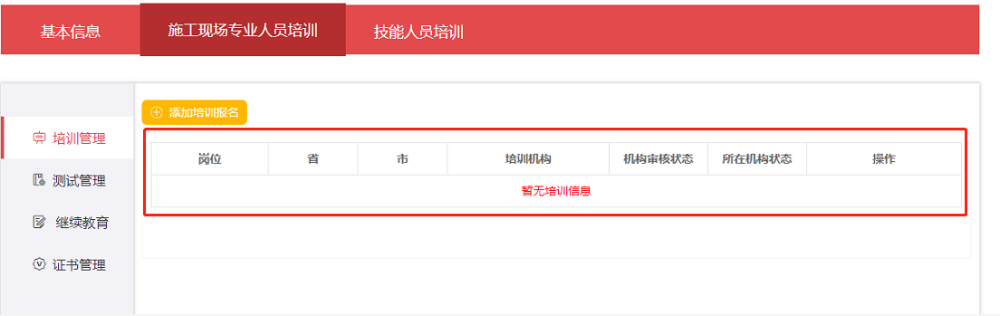 基本信息 施工现场专业人员培训 技能人员培训
添加培训报名
培训管理
测试管理
继续教育
证书管理
岗位 省 市 培训机构 机构审核状态 所在机构状态 操作
暂无培训信息